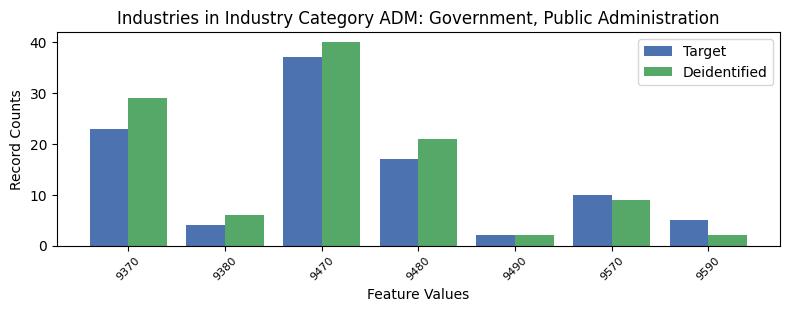 Industries in Industry Category ADM: Government, Public Administration
Record Counts
40
30
20
10
0
Target
Deidentified
9370
9380
9470
9480
9490
9570
9590
Feature Values